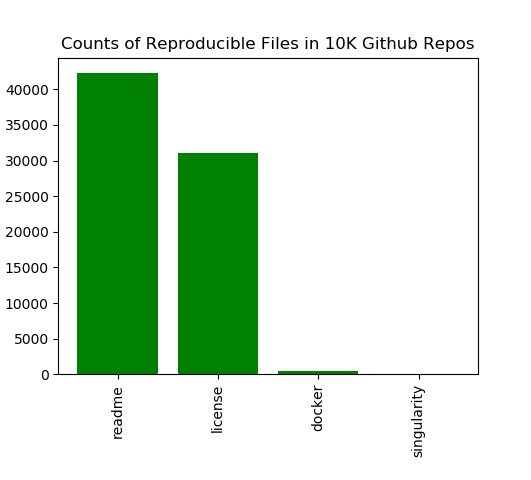 Counts of Reproducible Files in 10K Github Repos
40000
35000
30000
25000
20000
15000
10000
5000
0
readme
license
docker
singularity